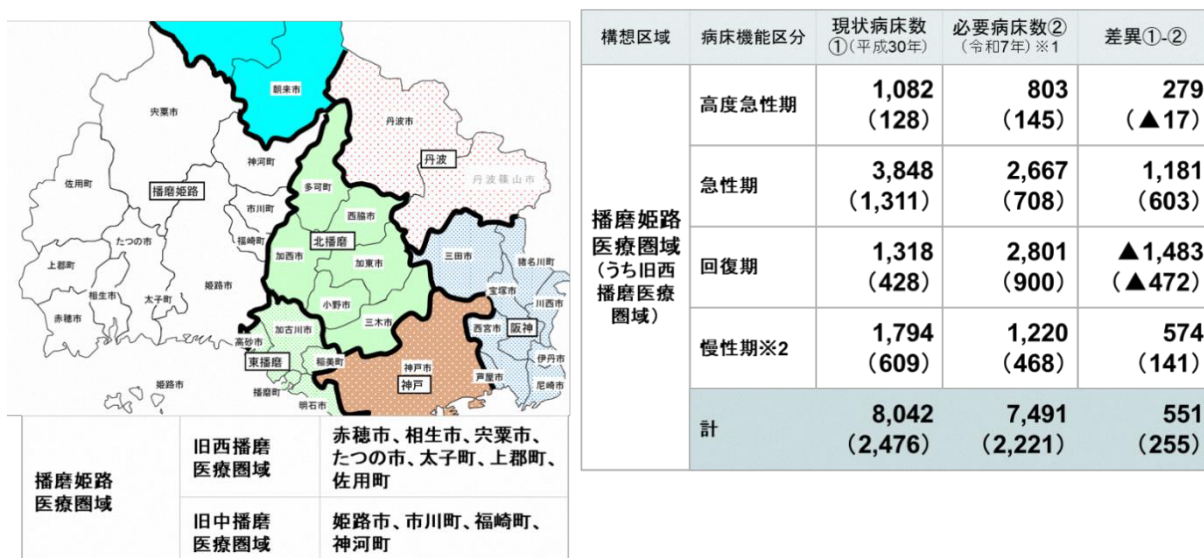 朝来市
宍粟市
丹波市
神河町
丹波
多可町
丹波篠山市
佐用町
播磨姫路
市川町
西脇市
たつの市
福崎町
北播磨
加西市
加東市
三田市
猪名川町
上郡町
相生市
太子町
姫路市
小野市
宝塚市
川西市
赤穂市
三木市
加古川市
西宮市
阪神
高砂市
稲美町
神戸市
伊丹市
東播磨
神戸
芦屋市
尼崎市
姫路市
播磨町
明石市
播磨姫路
医療圏域
旧西播磨
医療圏域
赤穂市、相生市、宍粟市、
たつの市、太子町、上郡町、
佐用町
旧中播磨
医療圏域
姫路市、市川町、福崎町、
神河町
構想区域 病床機能区分 現状病床数 必要病床数② 差異①-②
①(平成30年) (令和7年)※1
播磨姫路
医療圏域
(うち旧西
播磨医療
圏域)
高度急性期 1,082 803 279
(128) (145) (▲17)
急性期 3,848 2,667 1,181
(1,311) (708) (603)
回復期 1,318 2,801 ▲1,483
(428) (900) (▲472)
慢性期※2 1,794 1,220 574
(609) (468) (141)
計 8,042 7,491 551
(2,476) (2,221) (255)